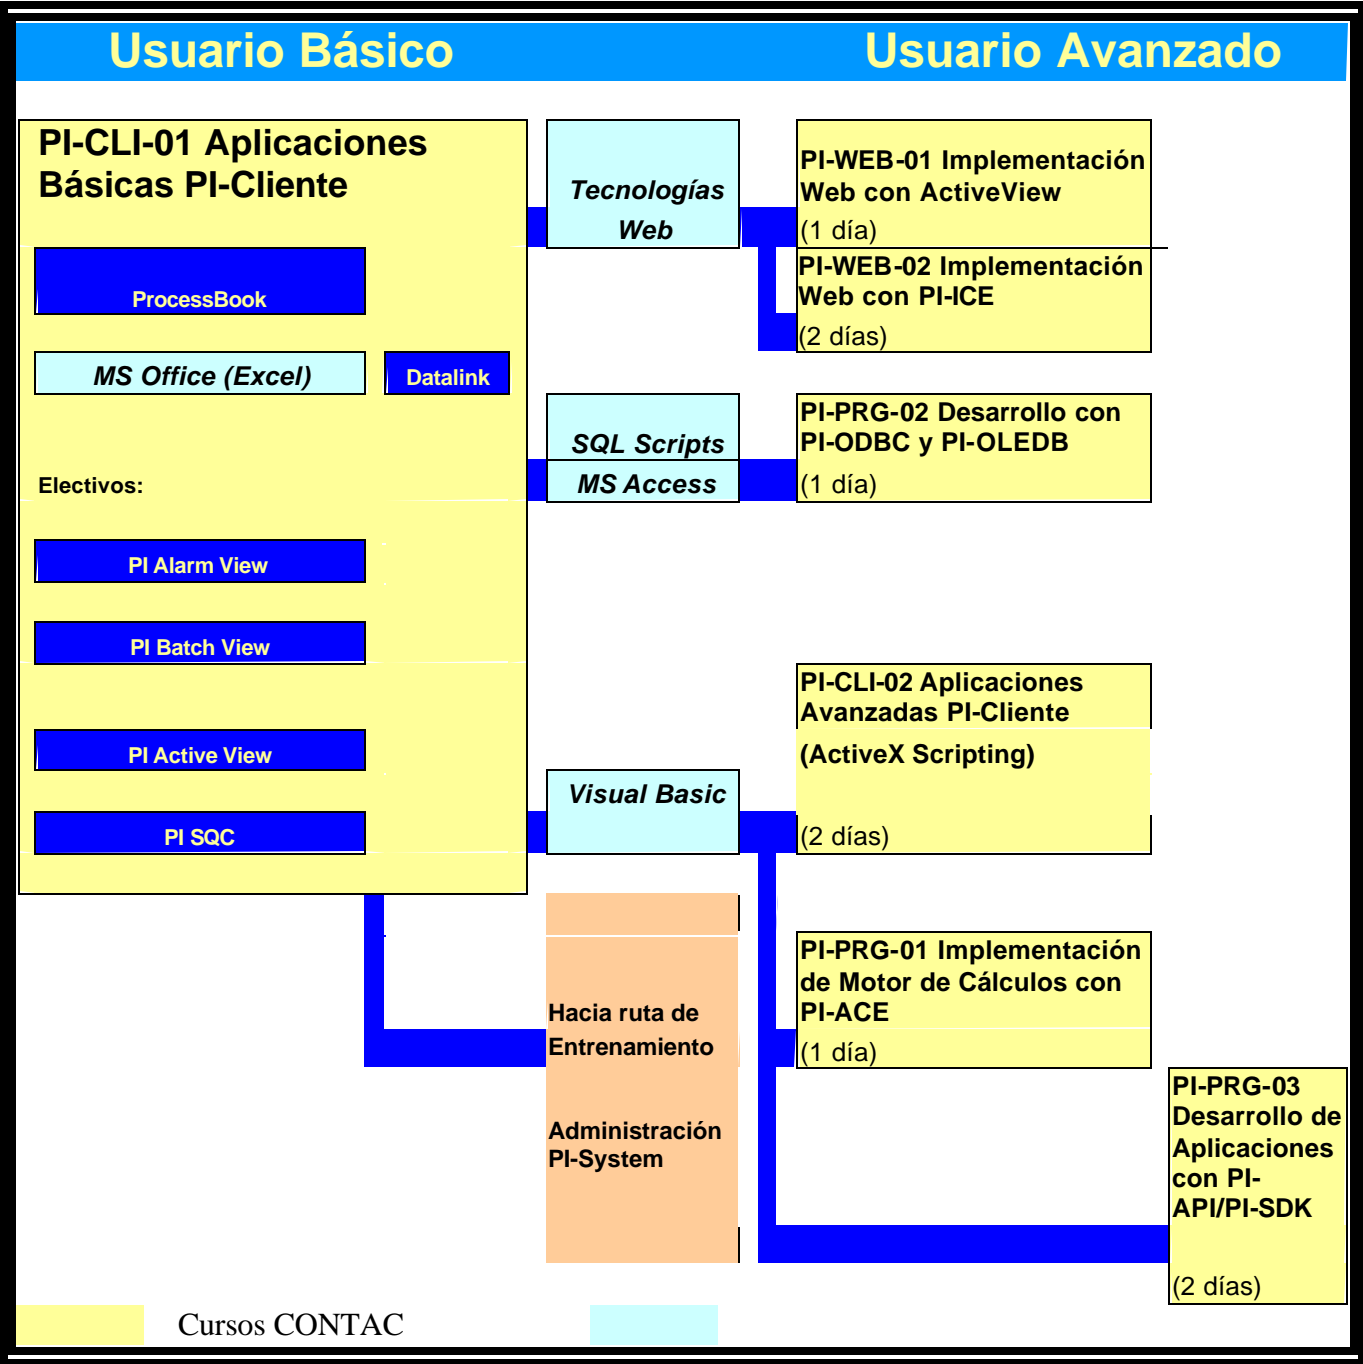 Usuario Básico
Usuario Avanzado
PI-CLI-01 Aplicaciones
Básicas PI-Cliente
ProcessBook
MS Office (Excel)
Datalink
Electivos:
PI Alarm View
PI Batch View
PI Active View
PI SQC
Tecnologías
Web
SQL Scripts
MS Access
Visual Basic
Hacia ruta de
Entrenamiento
Administración
PI-System
PI-WEB-01 Implementación
Web con ActiveView
(1 día)
PI-WEB-02 Implementación
Web con PI-ICE
(2 días)
PI-PRG-02 Desarrollo con
PI-ODBC y PI-OLEDB
(1 día)
PI-CLI-02 Aplicaciones
Avanzadas PI-Cliente
(ActiveX Scripting)
(2 días)
PI-PRG-01 Implementación
de Motor de Cálculos con
PI-ACE
(1 día)
PI-PRG-03
Desarrollo de
Aplicaciones
con PI-
API/PI-SDK
(2 días)
Cursos CONTAC